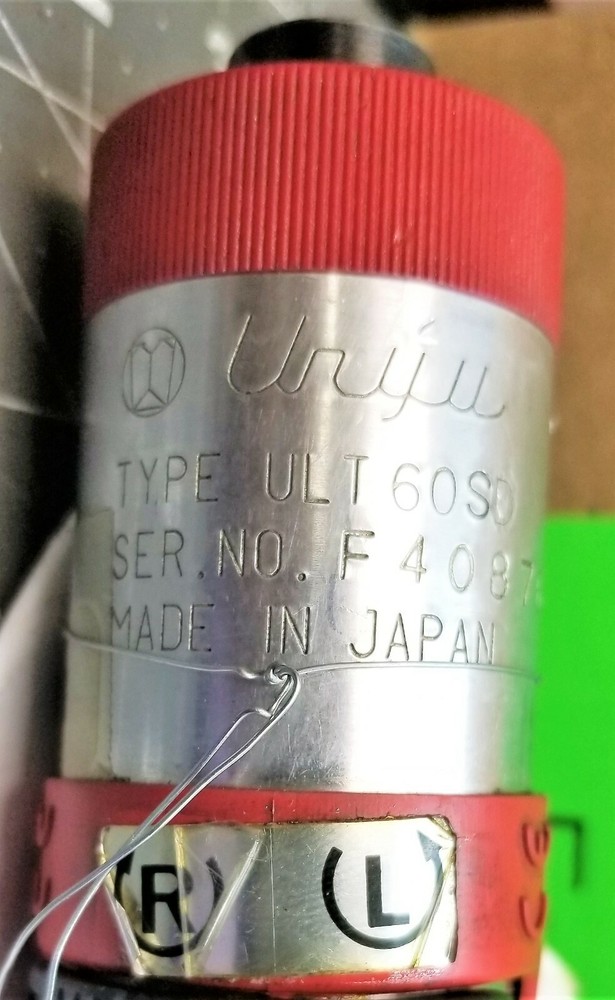 Uryu
TYPE ULT 60SD
SER.NO. F 4087
MADE IN JAPAN
R L